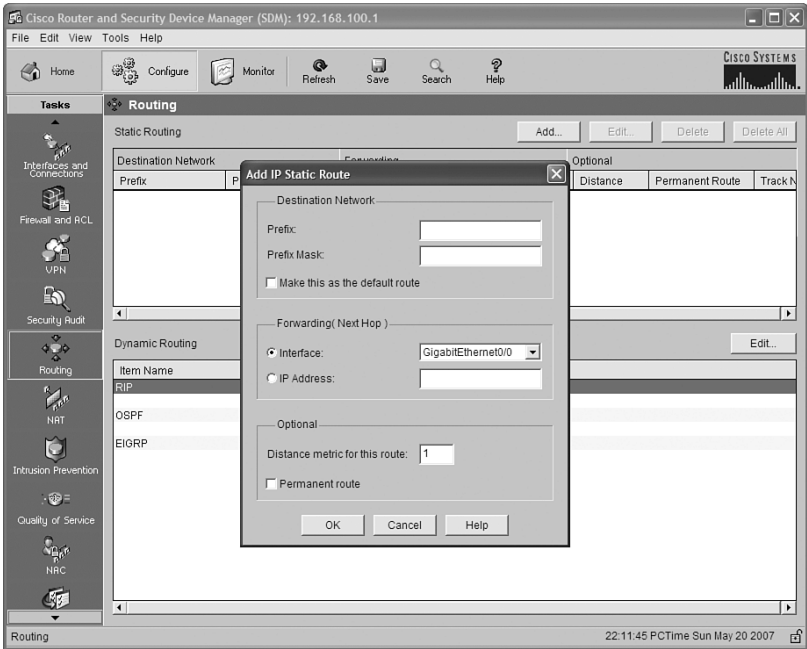 Cisco Router and Security Device Manager (SDM): 192.168.100.1
File Edit View Tools Help
Home Configure Monitor Refresh Save Search Help
CISCO SYSTEMS
Tasks
Routing
Interfaces and Connections
Firewall and ACL
VPN
Security Audit
Routing
NAT
Intrusion Prevention
Quality of Service
NAC
Static Routing Add... Edit... Delete Delete All
Destination Network Forwarding Optional
Prefix P Distance Permanent Route Track N
Add IP Static Route
Destination Network
Prefix:
Prefix Mask:
Make this as the default route
Forwarding( Next Hop )
Interface: GigabitEthernet0/0
IP Address:
Optional
Distance metric for this route: 1
Permanent route
OK Cancel Help
Dynamic Routing Edit...
Item Name
RIP
OSPF
EIGRP
Routing 22:11:45 PCTime Sun May 20 2007